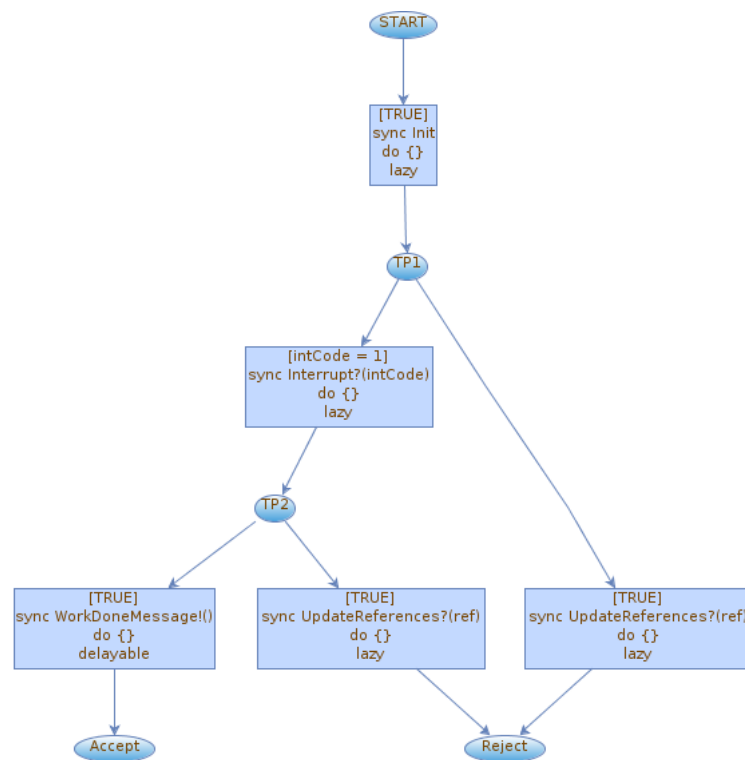 START
[TRUE]
sync Init
do {}
lazy
TP1
[intCode = 1]
sync Interrupt?(intCode)
do {}
lazy
TP2
[TRUE]
sync WorkDoneMessage!()
do {}
delayable
[TRUE]
sync UpdateReferences?(ref)
do {}
lazy
[TRUE]
sync UpdateReferences?(ref)
do {}
lazy
Accept
Reject